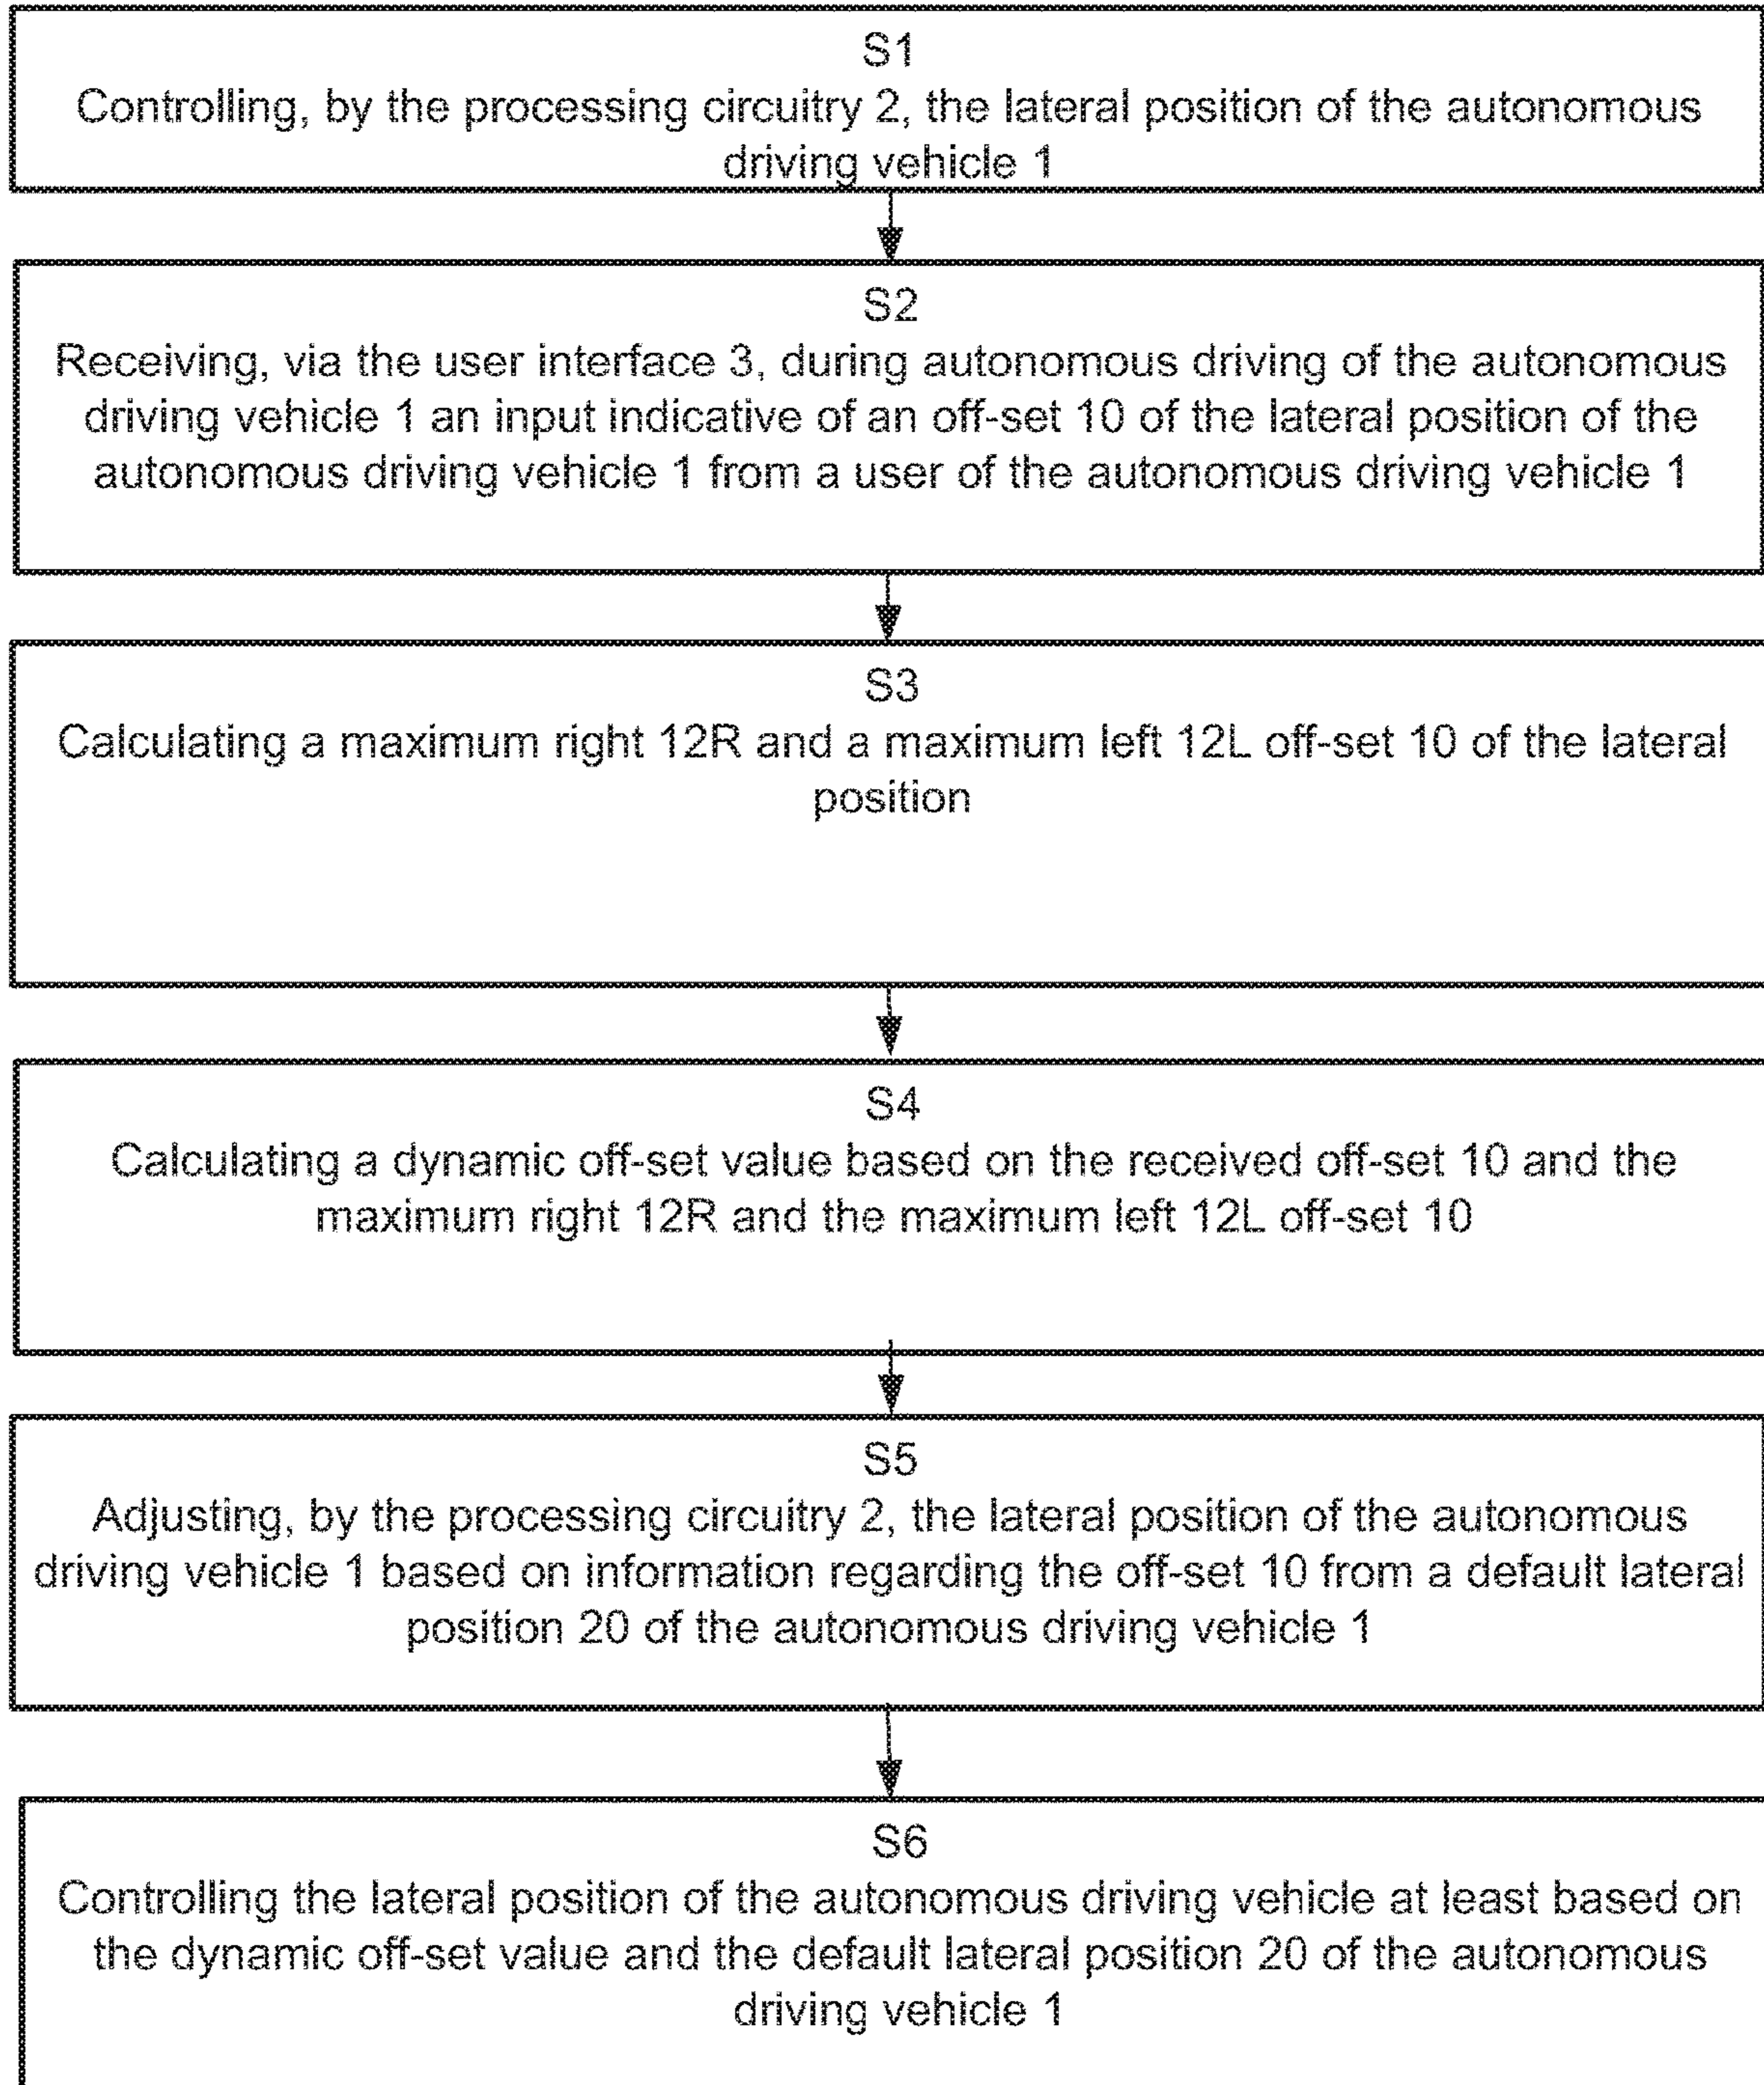 S1
Controlling, by the processing circuitry 2, the lateral position of the autonomous
driving vehicle 1
S2
Receiving, via the user interface 3, during autonomous driving of the autonomous
driving vehicle 1 an input indicative of an off-set 10 of the lateral position of the
autonomous driving vehicle 1 from a user of the autonomous driving vehicle 1
S3
Calculating a maximum right 12R and a maximum left 12L off-set 10 of the lateral
position
S4
Calculating a dynamic off-set value based on the received off-set 10 and the
maximum right 12R and the maximum left 12L off-set 10
S5
Adjusting, by the processing circuitry 2, the lateral position of the autonomous
driving vehicle 1 based on information regarding the off-set 10 from a default lateral
position 20 of the autonomous driving vehicle 1
S6
Controlling the lateral position of the autonomous driving vehicle at least based on
the dynamic off-set value and the default lateral position 20 of the autonomous
driving vehicle 1